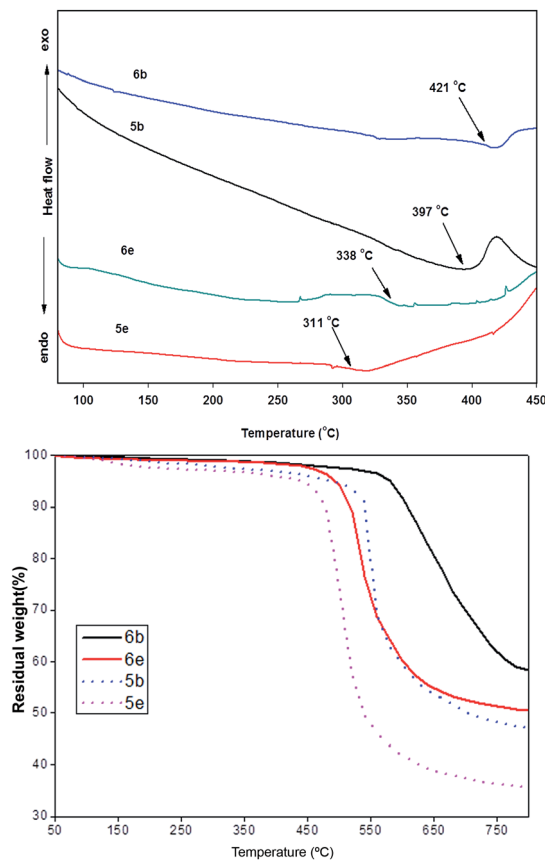 exo
Heat flow
endo
6b
421 °C
5b
397 °C
6e
338 °C
311 °C
5e
100 150 200 250 300 350 400 450
Temperature (°C)
100
90
80
70
60
50
40
30
Residual weight(%)
6b
6e
5b
5e
50 150 250 350 450 550 650 750
Temperature (°C)